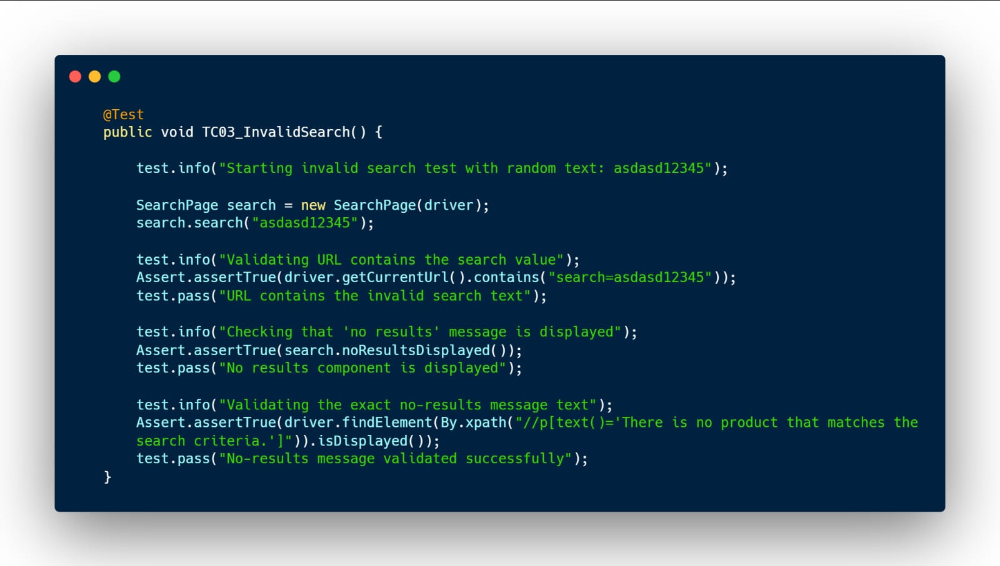 @Test
public void TC03_InvalidSearch() {
test.info("Starting invalid search test with random text: asdasd12345");
SearchPage search = new SearchPage(driver);
search.search("asdasd12345");
test.info("Validating URL contains the search value");
Assert.assertTrue(driver.getCurrentUrl().contains("search=asdasd12345"));
test.pass("URL contains the invalid search text");
test.info("Checking that 'no results' message is displayed");
Assert.assertTrue(search.noResultsDisplayed());
test.pass("No results component is displayed");
test.info("Validating the exact no-results message text");
Assert.assertTrue(driver.findElement(By.xpath("//p[text()='There is no product that matches the
search criteria.']")).isDisplayed());
test.pass("No-results message validated successfully");
}